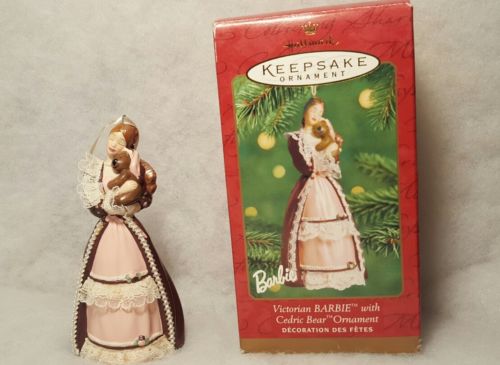 Hallmark
KEEPSAKE
ORNAMENT
Barbie
Victorian BARBIE™ with
Cedric Bear™ Ornament
DÉCORATION DES FÊTES